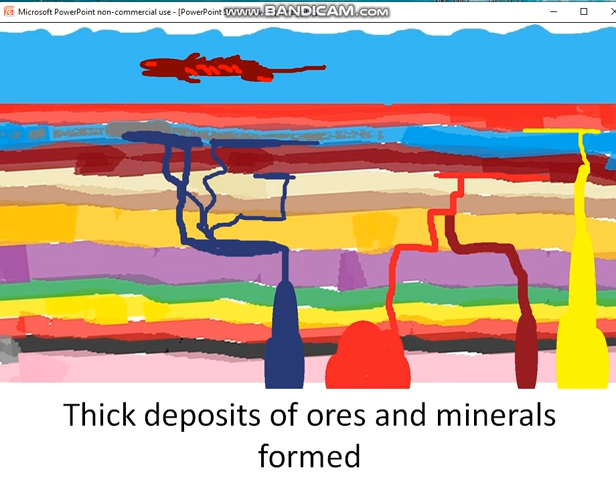 Microsoft PowerPoint non-commercial use - [PowerPoint
www.BANDICAM.com
Thick deposits of ores and minerals
formed